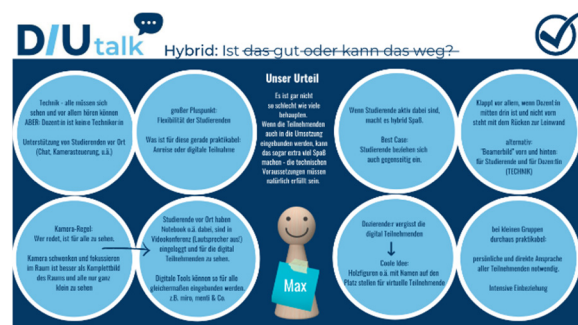 DIU talk
Hybrid: Ist das gut oder kann das weg?
Technik - alle müssen sich
sehen und vor allem hören können
ABER: Dozent:in ist kein:e Techniker:in
Unterstützung von Studierenden vor Ort
(Chat, Kamerasteuerung, o.ä.)
großer Pluspunkt:
Flexibilität der Studierenden
Was ist für diese gerade praktikabel:
Anreise oder digitale Teilnahme
Unser Urteil
Es ist gar nicht
so schlecht wie viele
behaupten.
Wenn die Teilnehmenden
auch in die Umsetzung
eingebunden werden, kann
das sogar extra viel Spaß
machen - die technischen
Voraussetzungen müssen
natürlich erfüllt sein.
Wenn Studierende aktiv dabei sind,
macht es hybrid Spaß.
Best Case:
Studierende beziehen sich
auch gegenseitig ein.
Klappt vor allem, wenn Dozent:in
mitten drin ist und nicht vorn
steht mit dem Rücken zur Leinwand
alternativ:
"Beamerbild" vorn und hinten:
für Studierende und für Dozent:in
(TECHNIK)
Kamera-Regel:
Wer redet, ist für alle zu sehen.
Kamera schwenken und fokussieren
im Raum ist besser als Komplettbild
des Raums und alle nur ganz
klein zu sehen
Studierende vor Ort haben
Notebook o.ä. dabei, sind in
Videokonferenz (Lautsprecher aus!)
eingeloggt und für die digital
Teilnehmenden zu sehen.
Digitale Tools können so für alle
gleichermaßen eingebunden werden,
z.B. miro, menti & Co.
Max
Dozierende:r vergisst die
digital Teilnehmenden
Coole Idee:
Holzfiguren o.ä. mit Namen auf den
Platz stellen für virtuelle Teilnehmende
bei kleinen Gruppen
durchaus praktikabel:
persönliche und direkte Ansprache
aller Teilnehmenden notwendig.
Intensive Einbeziehung